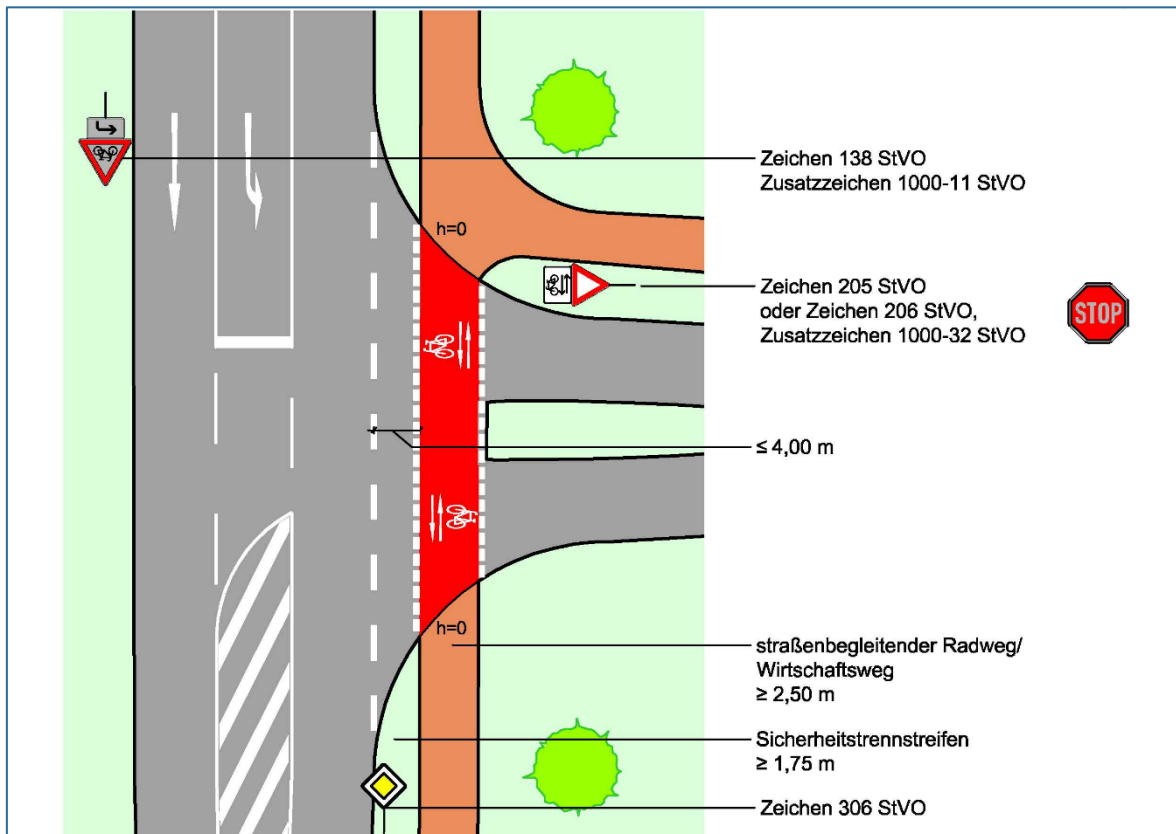 Zeichen 138 StVO
Zusatzzeichen 1000-11 StVO
h=0
Zeichen 205 StVO
oder Zeichen 206 StVO,
Zusatzzeichen 1000-32 StVO
STOP
≤ 4,00 m
h=0
straßenbegleitender Radweg/
Wirtschaftsweg
≥ 2,50 m
Sicherheitstrennstreifen
≥ 1,75 m
Zeichen 306 StVO